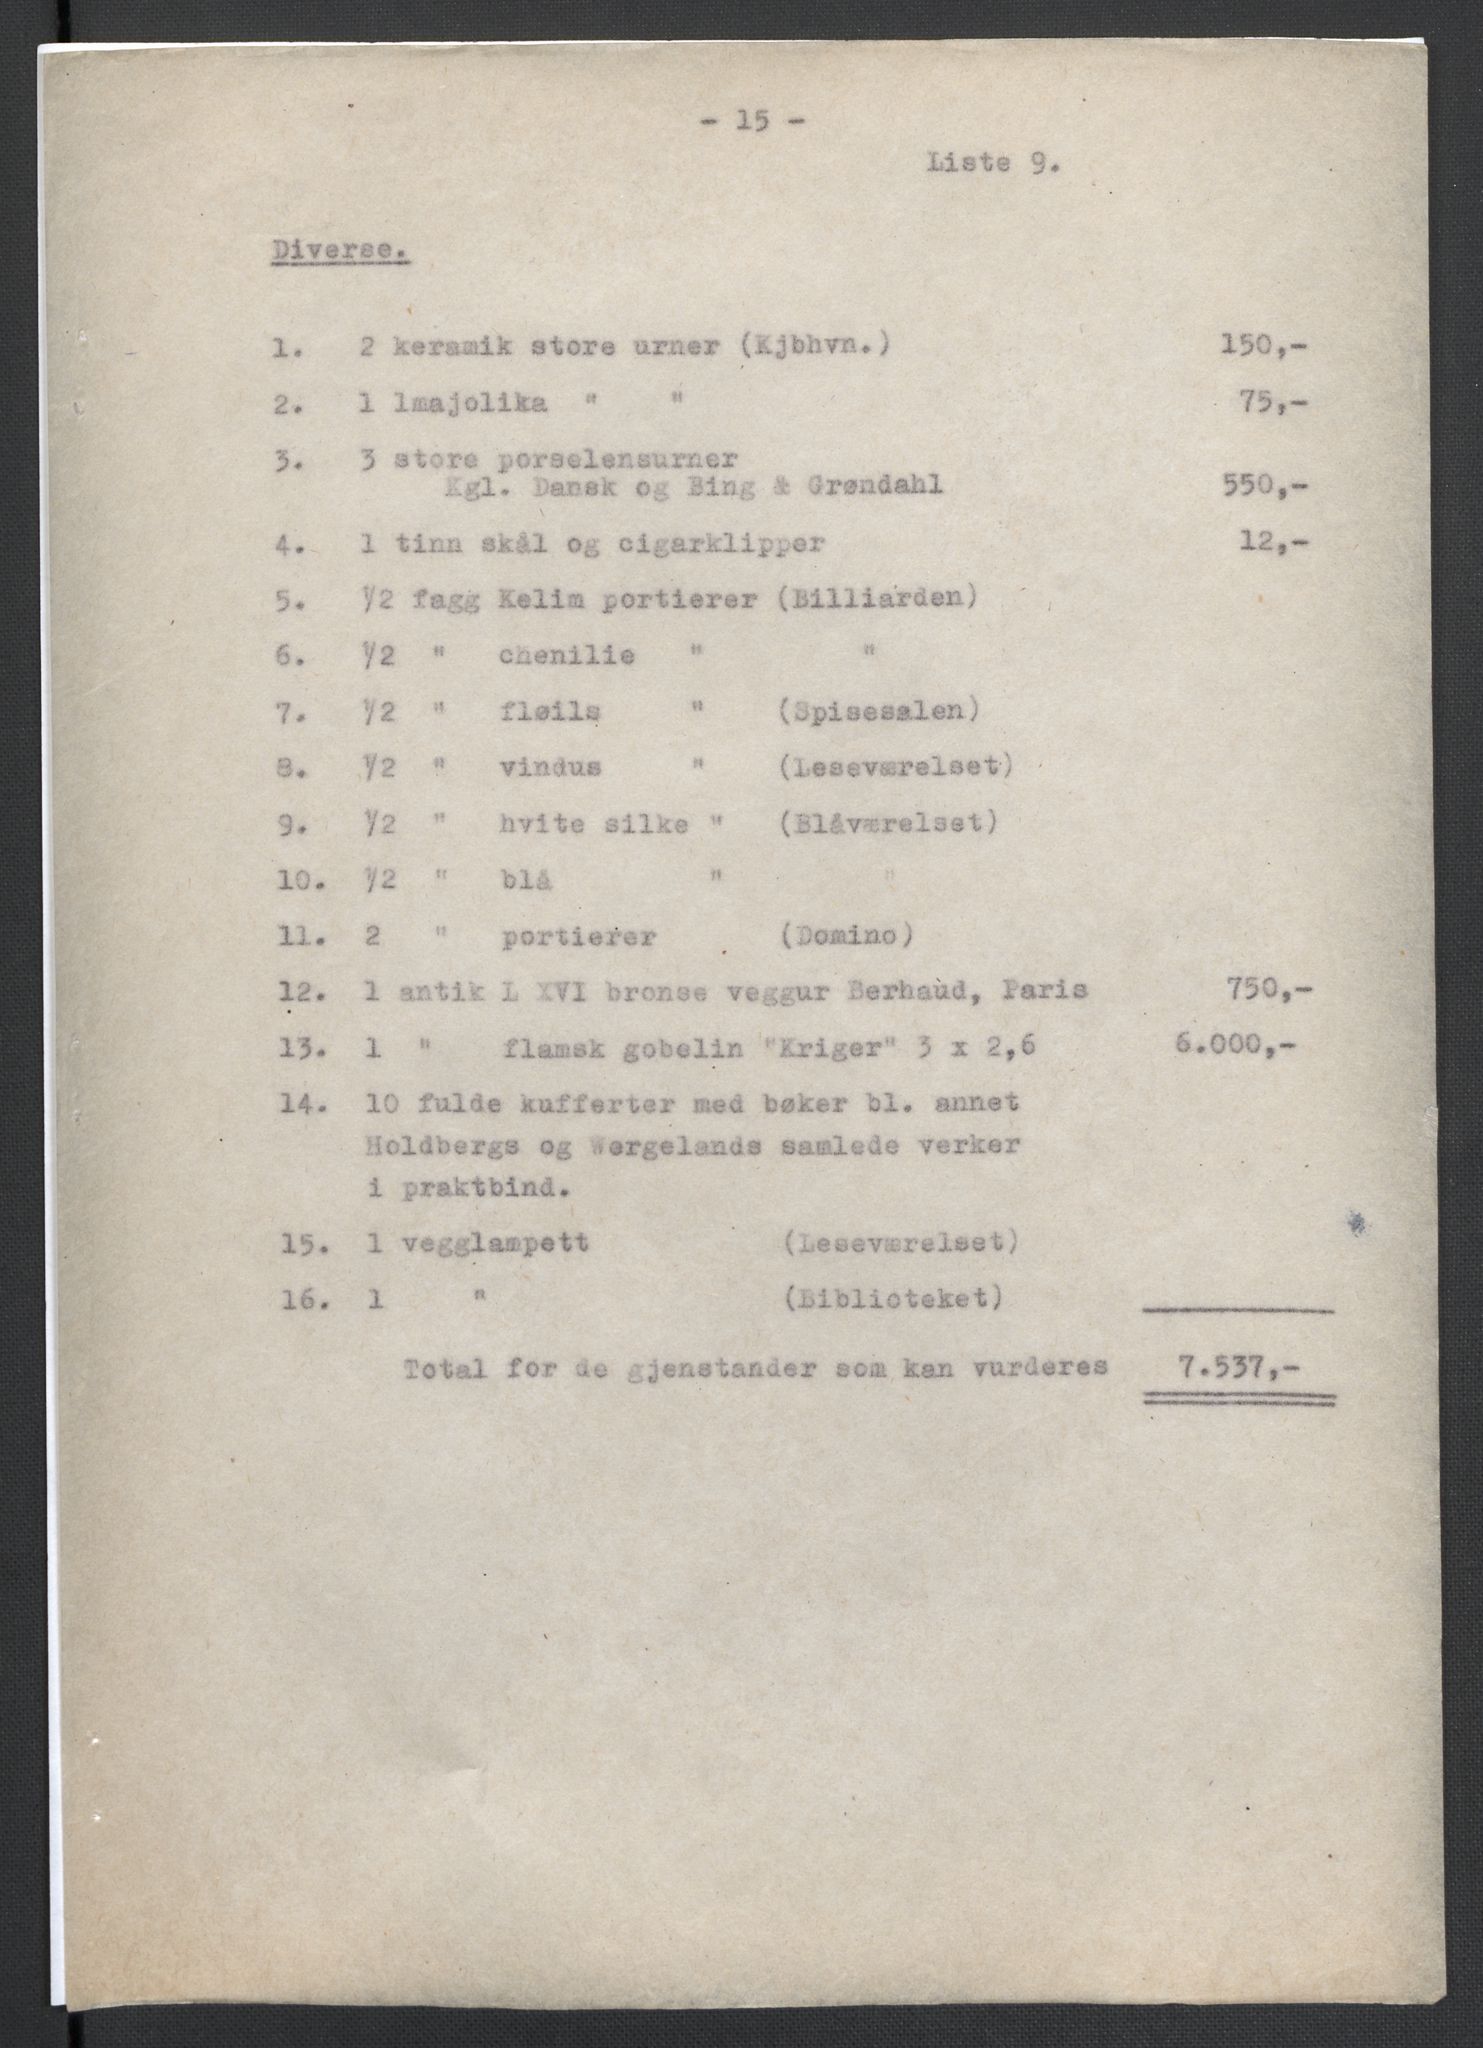 - 15 -
Liste 9.
Diverse.
1. 2 keramik store urner (Kjbhvn.) 150,-
2. 1 lmajolika " " 75,-
3. 3 store porselensurner
Kgl. Dansk og Bing & Grøndahl 550,-
4. 1 tinn skål og cigarklipper 12,-
5. 1/2 fagg Kelim portierer (Billiarden)
6. 1/2 " chenilie " "
7. 1/2 " fløils " (Spisesalen)
8. 1/2 " vindus " (Leseværelset)
9. 1/2 " hvite silke " (Blåværelset)
10. 1/2 " blå " "
11. 2 " portierer (Domino)
12. 1 antik L XVI bronse veggur Berhaud, Paris 750,-
13. 1 " flamsk gobelin "Kriger" 3 x 2,6 6.000,-
14. 10 fulde kufferter med bøker bl. annet
Holdbergs og Wergelands samlede verker
i praktbind.
15. 1 vegglampett (Leseværelset)
16. 1 " (Biblioteket)
Total for de gjenstander som kan vurderes 7.537,-